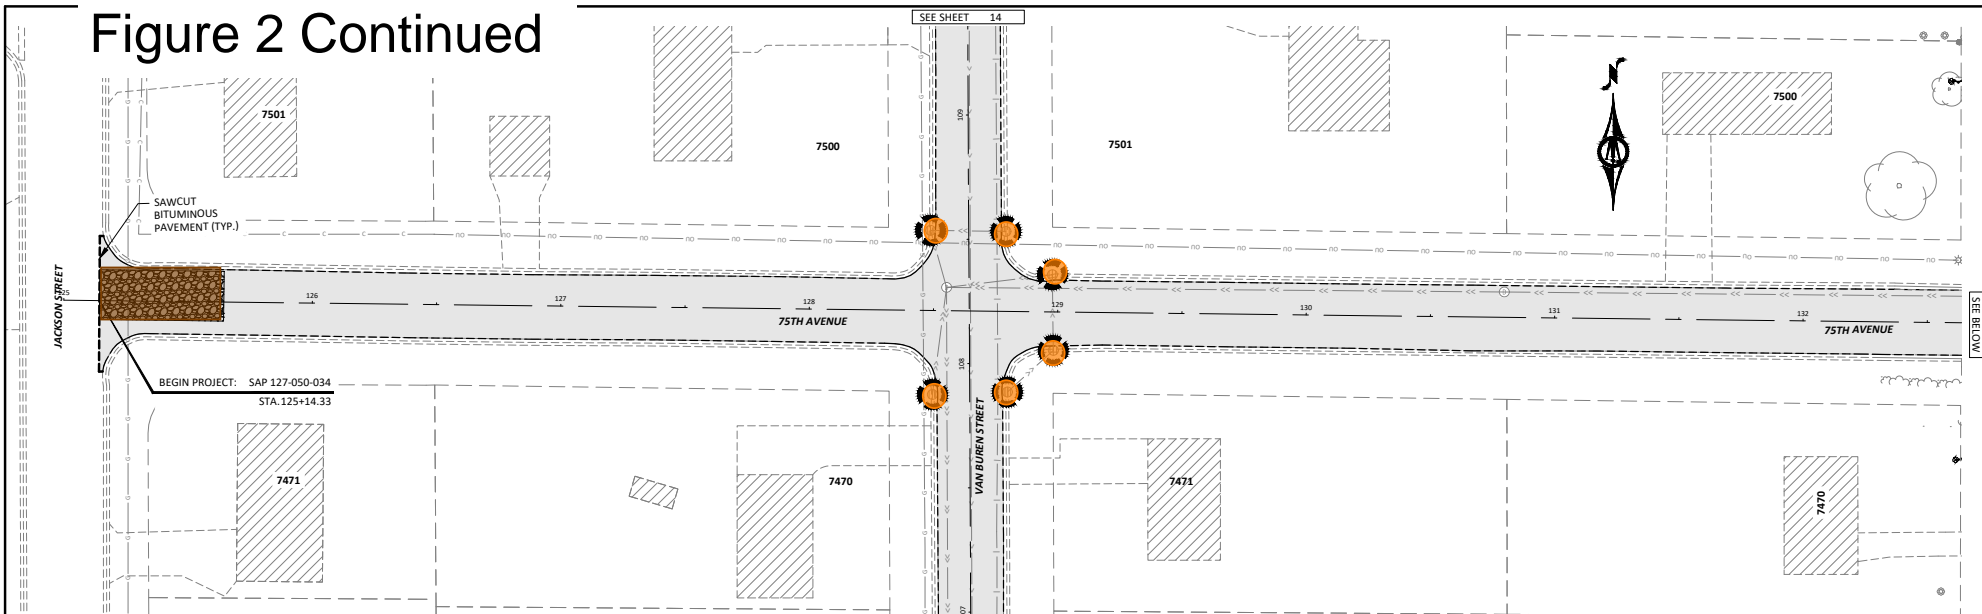 Figure 2 Continued
SEE SHEET 14
N
7501
7500
7501
7500
109
SAWCUT
BITUMINOUS
PAVEMENT (TYP.)
JACKSON STREET
125
126
127
128
129
130
131
132
75TH AVENUE
75TH AVENUE
SEE BELOW
108
BEGIN PROJECT: SAP 127-050-034
STA.125+14.33
VAN BUREN STREET
7471
7470
7471
7470
07